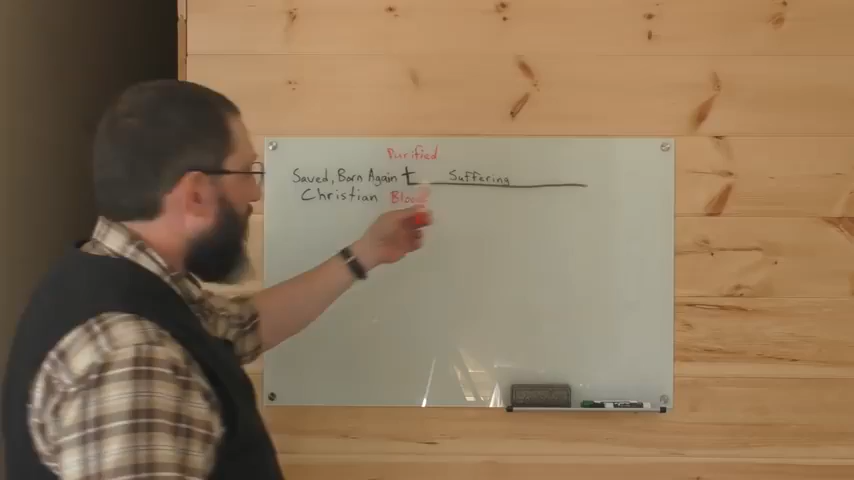 Purified
Saved, Born Again t Suffering
Christian Blood